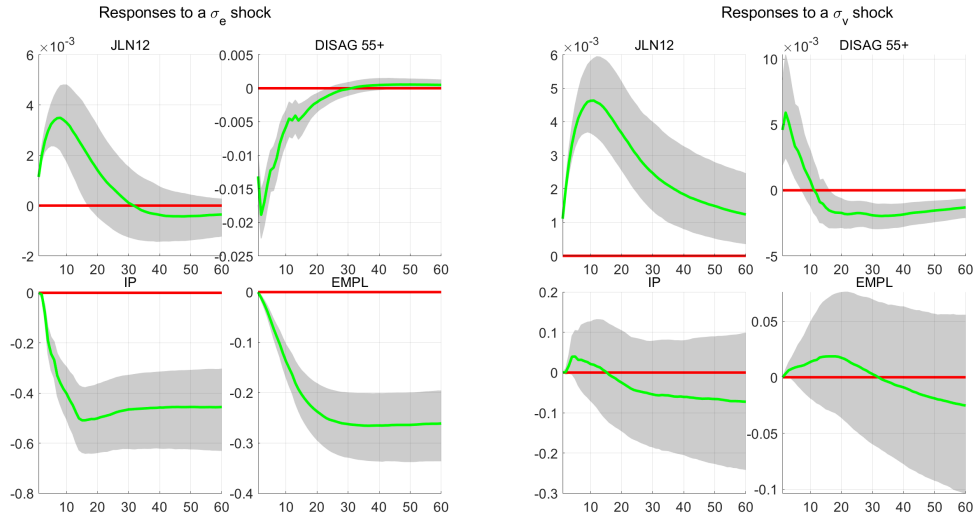 Responses to a σe shock
Responses to a σv shock
×10-3
JLN12
DISAG 55+
×10-3
JLN12
×10-3
DISAG 55+
6
4
2
0
-2
10 20 30 40 50 60
0.005
0
-0.005
-0.01
-0.015
-0.02
-0.025
10 20 30 40 50 60
6
5
4
3
2
1
0
10 20 30 40 50 60
10
5
0
-5
10 20 30 40 50 60
IP
EMPL
IP
EMPL
0
-0.2
-0.4
-0.6
-0.8
10 20 30 40 50 60
0
-0.1
-0.2
-0.3
-0.4
10 20 30 40 50 60
0.2
0.1
0
-0.1
-0.2
-0.3
10 20 30 40 50 60
0.05
0
-0.05
-0.1
10 20 30 40 50 60